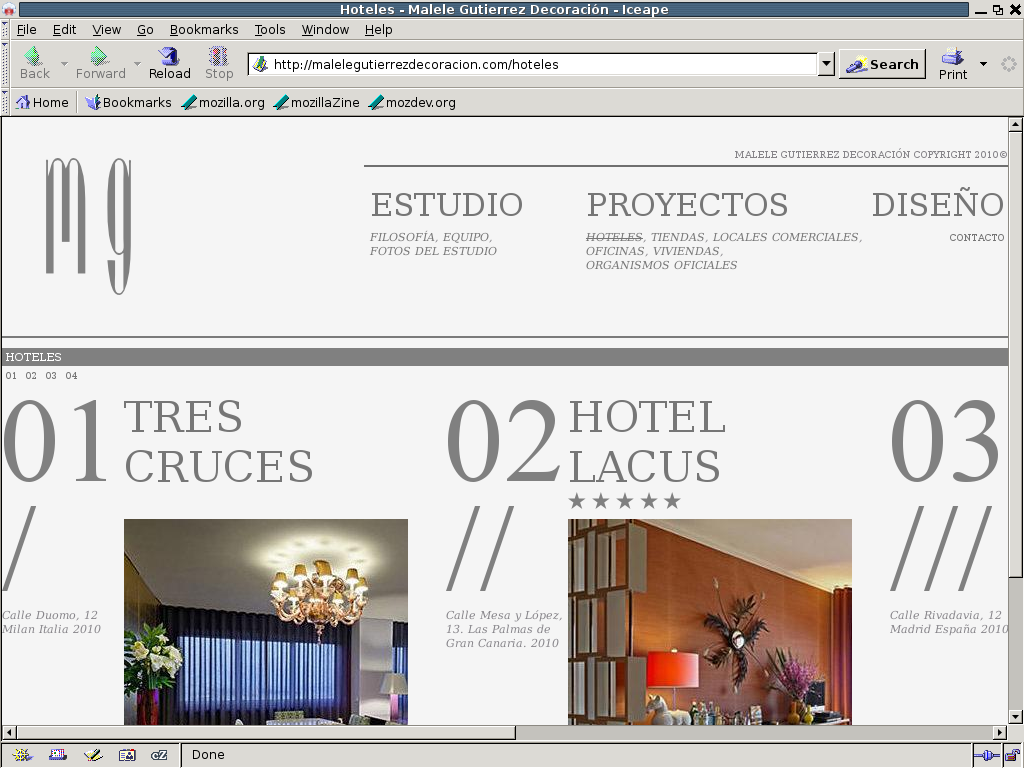 Hoteles - Malele Gutierrez Decoración - Iceape
File Edit View Go Bookmarks Tools Window Help
Back Forward Reload Stop http://malelegutierrezdecoracion.com/hoteles Search Print
Home Bookmarks mozilla.org mozillaZine mozdev.org
MALELE GUTIERREZ DECORACIÓN COPYRIGHT 2010©
m g
ESTUDIO PROYECTOS DISEÑO
FILOSOFÍA, EQUIPO, HOTELES, TIENDAS, LOCALES COMERCIALES, CONTACTO
FOTOS DEL ESTUDIO OFICINAS, VIVIENDAS,
ORGANISMOS OFICIALES
HOTELES
01 02 03 04
01 TRES
CRUCES
/
Calle Duomo, 12
Milan Italia 2010
02 HOTEL
LACUS
★★★★★
//
Calle Mesa y López,
13. Las Palmas de
Gran Canaria. 2010
03
///
Calle Rivadavia, 12
Madrid España 2010
Done